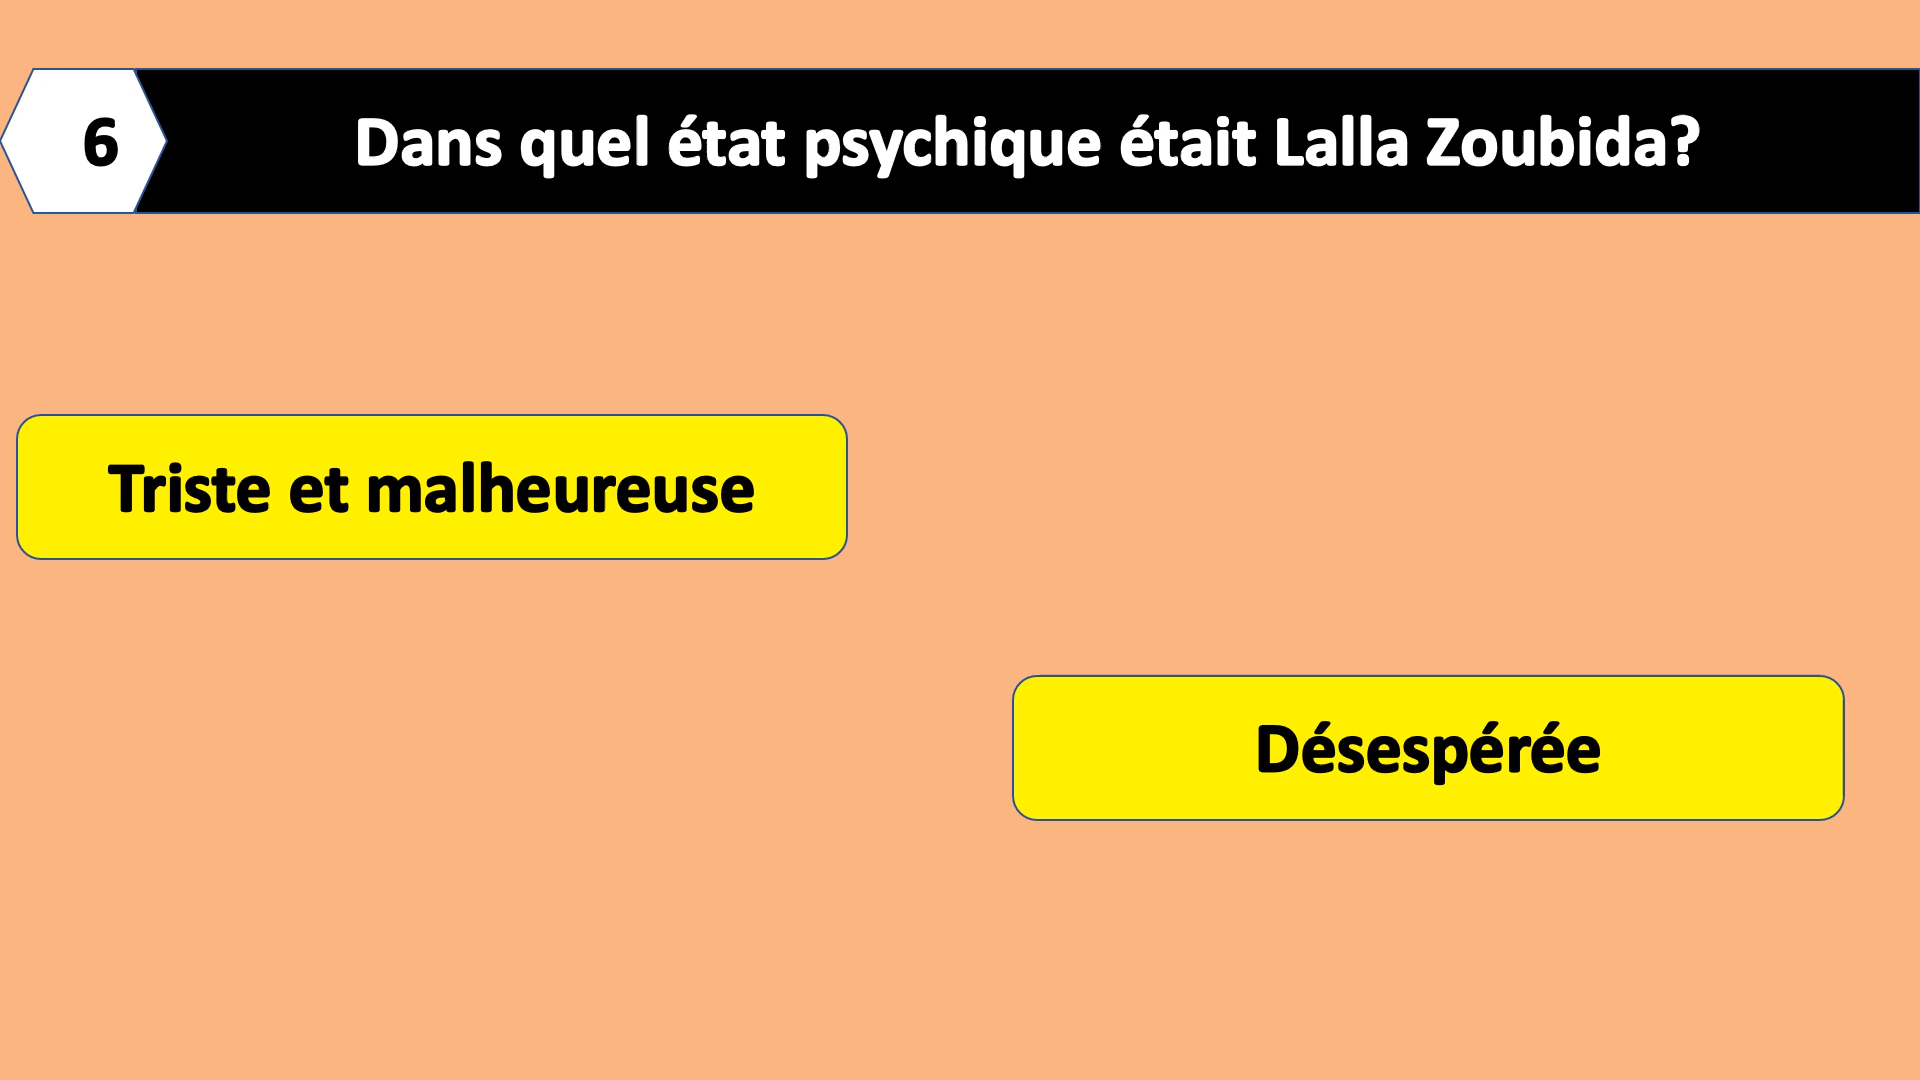 6
Dans quel état psychique était Lalla Zoubida?
Triste et malheureuse
Désespérée